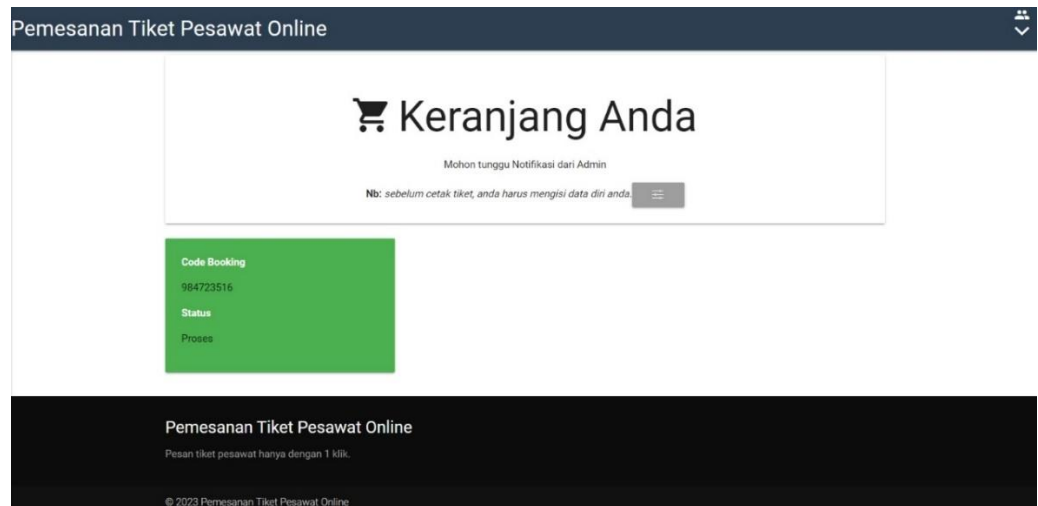 Pemesanan Tiket Pesawat Online
Keranjang Anda
Mohon tunggu Notifikasi dari Admin
Nb: sebelum cetak tiket, anda harus mengisi data diri anda.
Code Booking
984723516
Status
Proses
Pemesanan Tiket Pesawat Online
Pesan tiket pesawat hanya dengan 1 klik.
© 2023 Pemesanan Tiket Pesawat Online